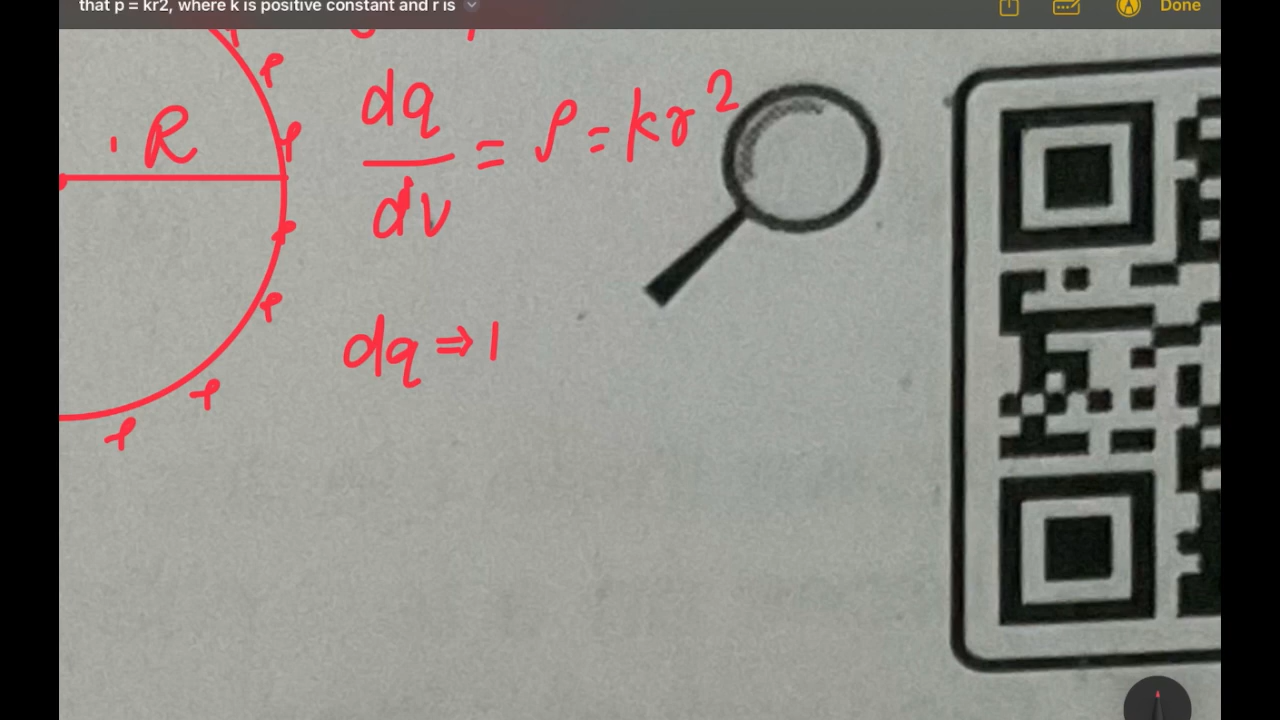 that p = kr2, where k is positive constant and r is
Done
R
dq/dv = ρ = kr²
dq ⇒ 1
ρ
ρ
ρ
ρ
ρ
ρ